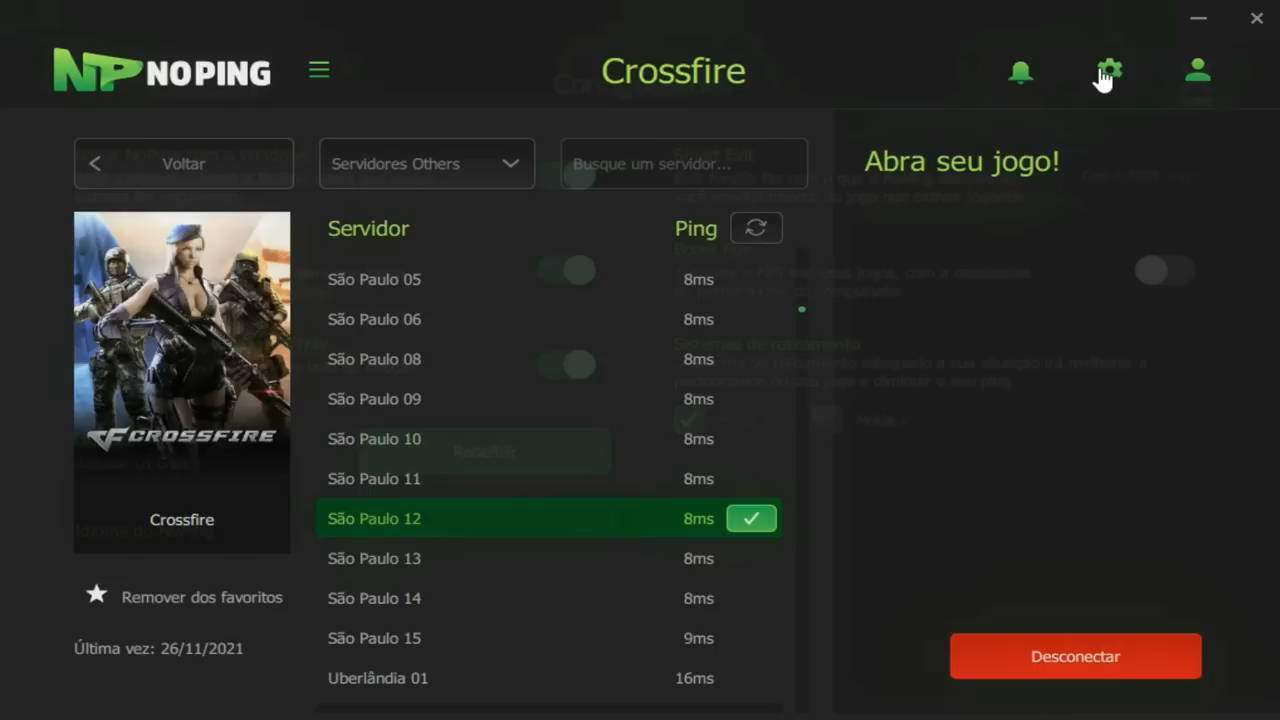 NP NOPING
Crossfire
Voltar
Servidores Others
Busque um servidor...
Abra seu jogo!
Servidor
Ping
São Paulo 05
8ms
São Paulo 06
8ms
São Paulo 08
8ms
São Paulo 09
8ms
São Paulo 10
8ms
São Paulo 11
8ms
São Paulo 12
8ms
São Paulo 13
8ms
São Paulo 14
8ms
São Paulo 15
9ms
Uberlândia 01
16ms
CF CROSSFIRE
Crossfire
Remover dos favoritos
Última vez: 26/11/2021
Desconectar